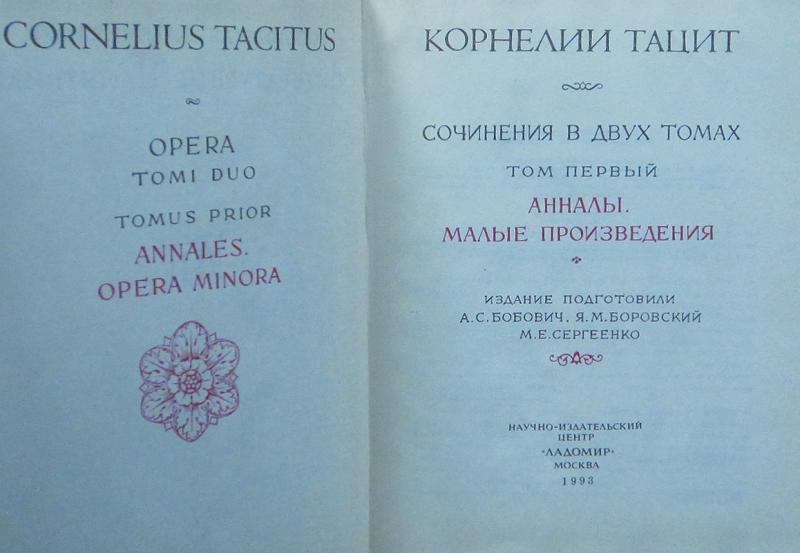 CORNELIUS TACITUS
OPERA
TOMI DUO
TOMUS PRIOR
ANNALES.
OPERA MINORA
КОРНЕЛИЙ ТАЦИТ
СОЧИНЕНИЯ В ДВУХ ТОМАХ
ТОМ ПЕРВЫЙ
АННАЛЫ.
МАЛЫЕ ПРОИЗВЕДЕНИЯ
ИЗДАНИЕ ПОДГОТОВИЛИ
А.С.БОБОВИЧ, Я.М.БОРОВСКИЙ
М.Е.СЕРГЕЕНКО
НАУЧНО-ИЗДАТЕЛЬСКИЙ
ЦЕНТР
«ЛАДОМИР»
МОСКВА
1993